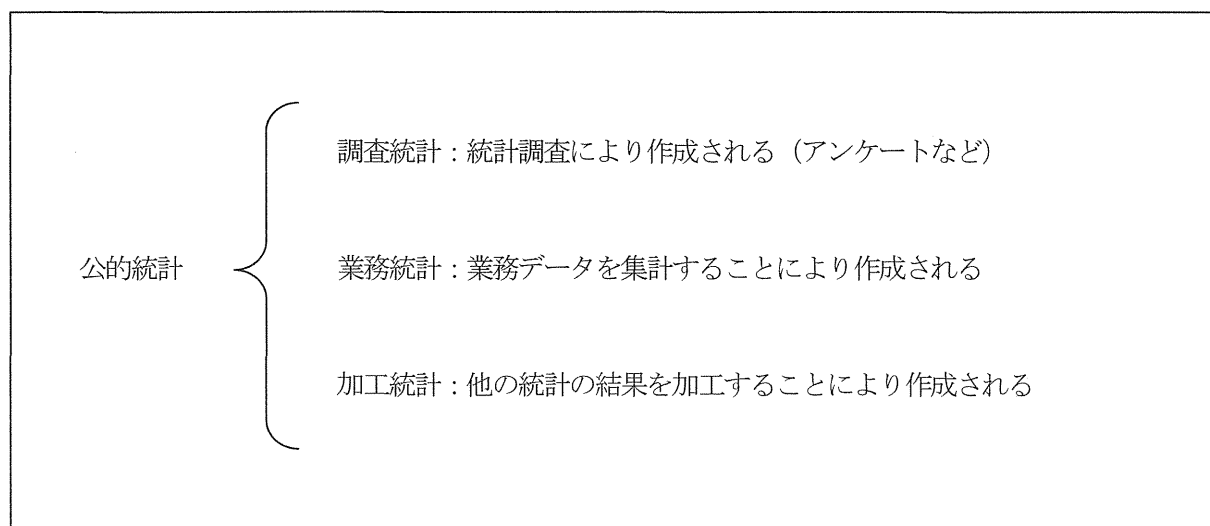 調査統計：統計調査により作成される（アンケートなど）
公的統計
業務統計：業務データを集計することにより作成される
加工統計：他の統計の結果を加工することにより作成される